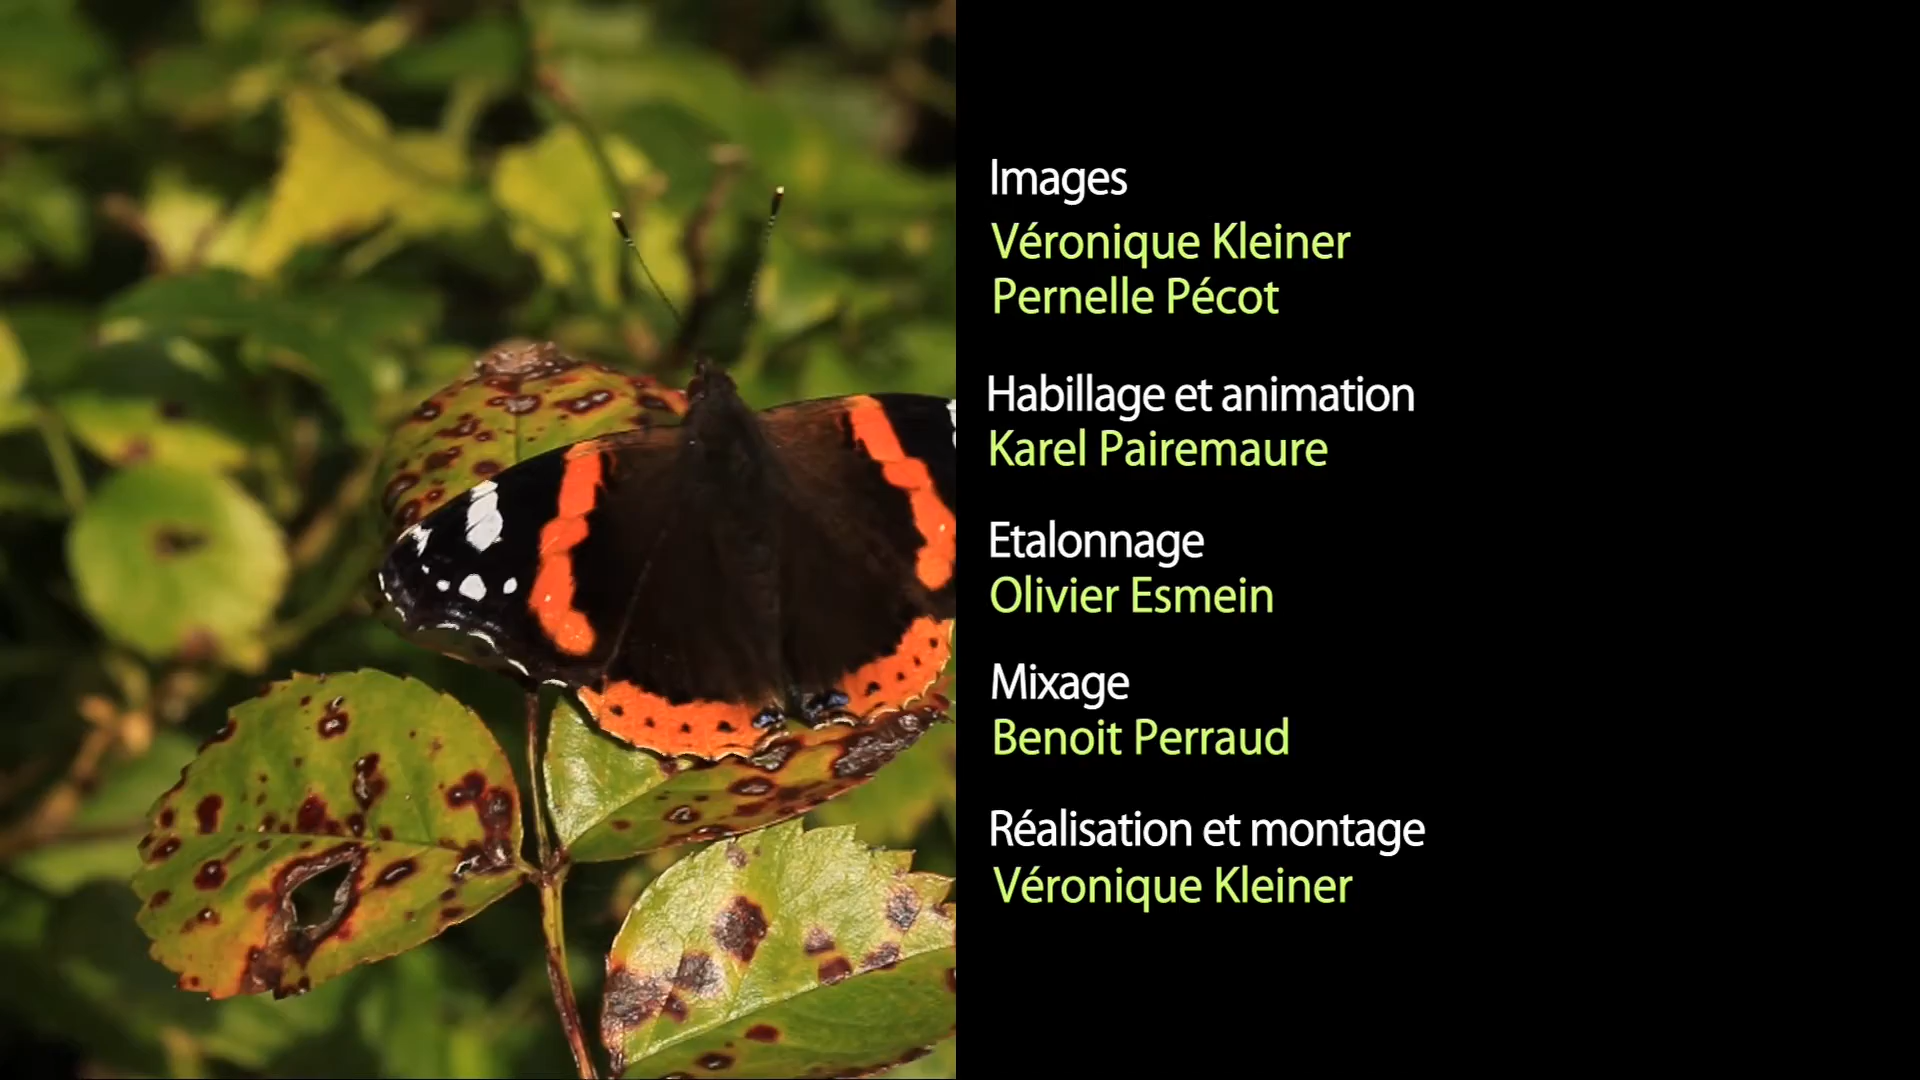 Images
Véronique Kleiner
Pernelle Pécot
Habillage et animation
Karel Pairemaure
Etalonnage
Olivier Esmein
Mixage
Benoit Perraud
Réalisation et montage
Véronique Kleiner